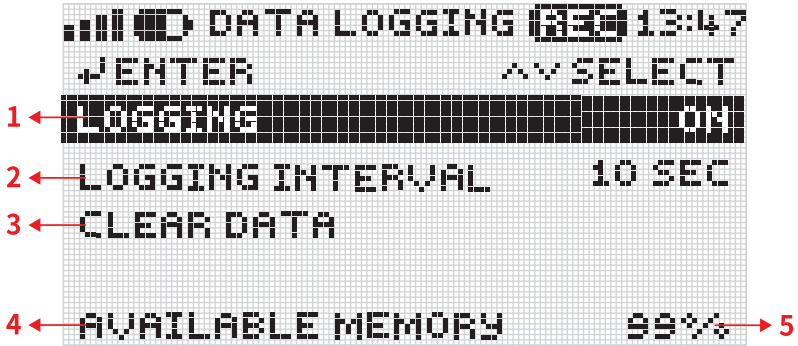 DATA LOGGING REC 13:47
ENTER SELECT
1 LOGGING ON
2 LOGGING INTERVAL 10 SEC
3 CLEAR DATA
4 AVAILABLE MEMORY 99% 5